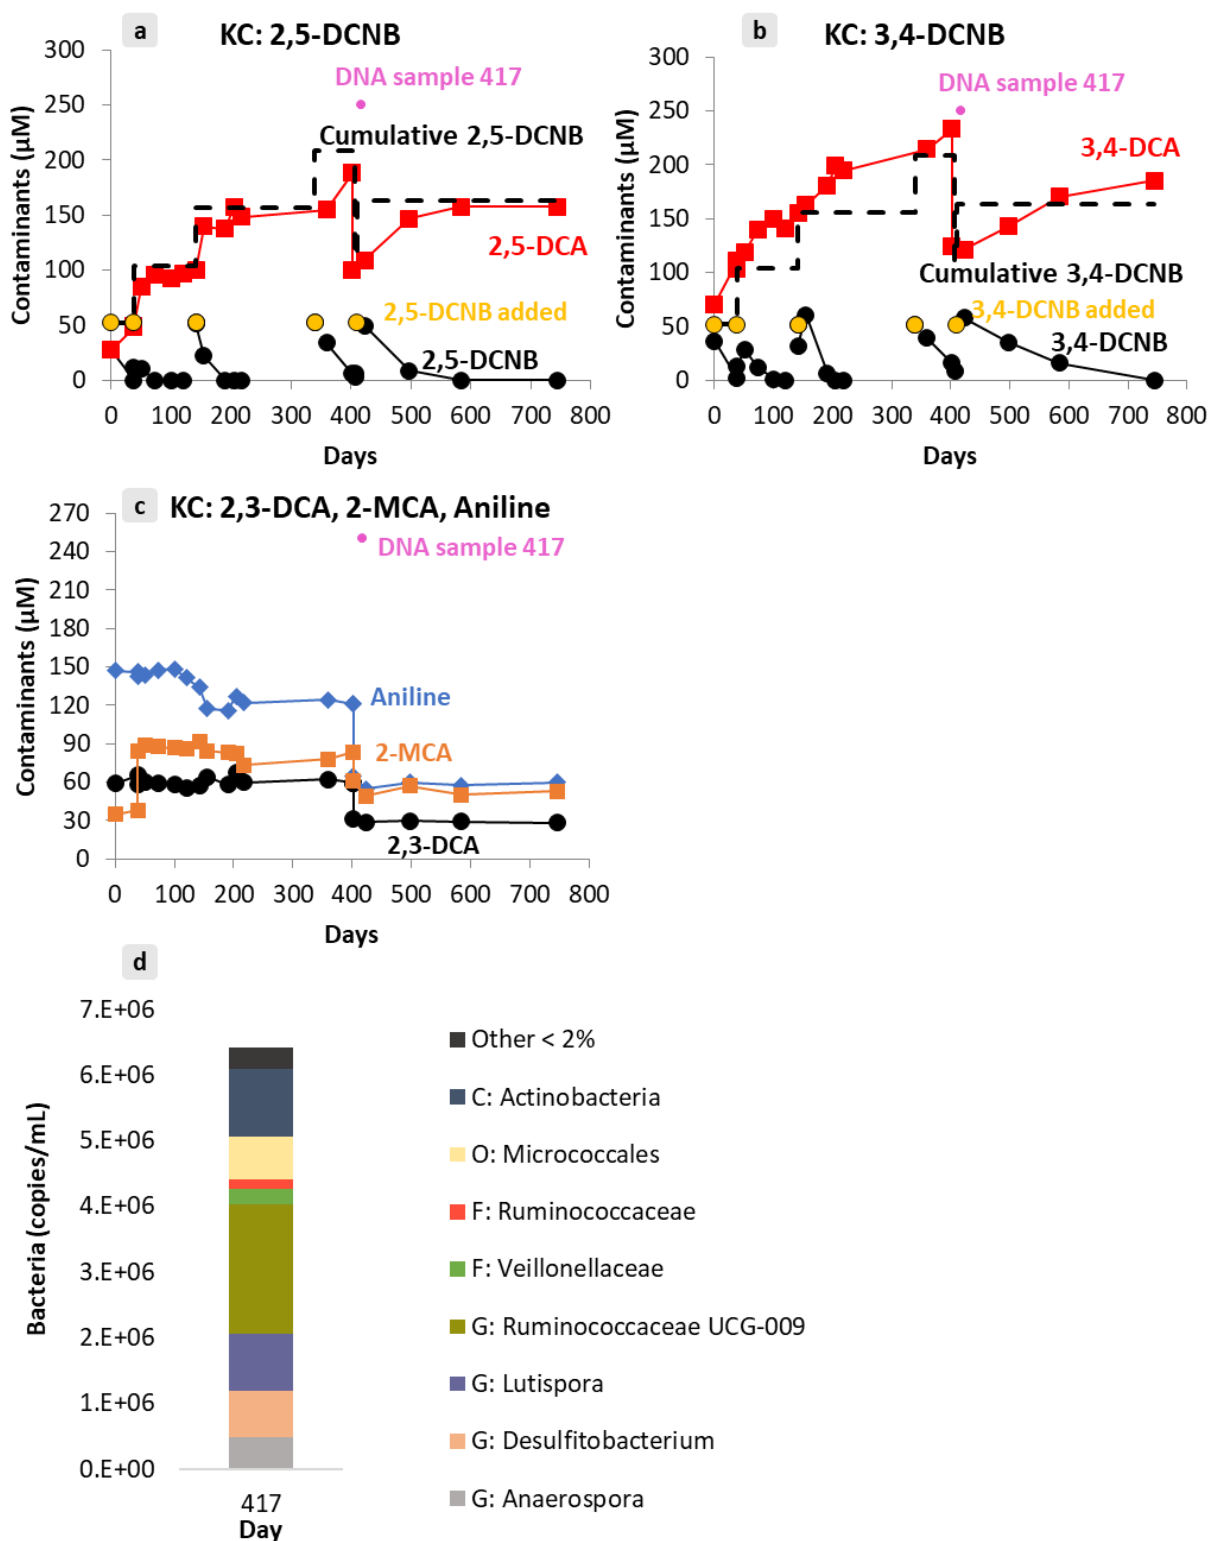 a
KC: 2,5-DCNB
300
250
200
150
100
50
0
Contaminants (µM)
DNA sample 417
Cumulative 2,5-DCNB
2,5-DCA
2,5-DCNB added
2,5-DCNB
0 100 200 300 400 500 600 700 800
Days
b
KC: 3,4-DCNB
300
250
200
150
100
50
0
Contaminants (µM)
DNA sample 417
3,4-DCA
Cumulative 3,4-DCNB
3,4-DCNB added
3,4-DCNB
0 100 200 300 400 500 600 700 800
Days
c
KC: 2,3-DCA, 2-MCA, Aniline
270
240
210
180
150
120
90
60
30
0
Contaminants (µM)
DNA sample 417
Aniline
2-MCA
2,3-DCA
0 100 200 300 400 500 600 700 800
Days
d
7.E+06
6.E+06
5.E+06
4.E+06
3.E+06
2.E+06
1.E+06
0.E+00
Bacteria (copies/mL)
417
Day
Other < 2%
C: Actinobacteria
O: Micrococcales
F: Ruminococcaceae
F: Veillonellaceae
G: Ruminococcaceae UCG-009
G: Lutispora
G: Desulfitobacterium
G: Anaerospora